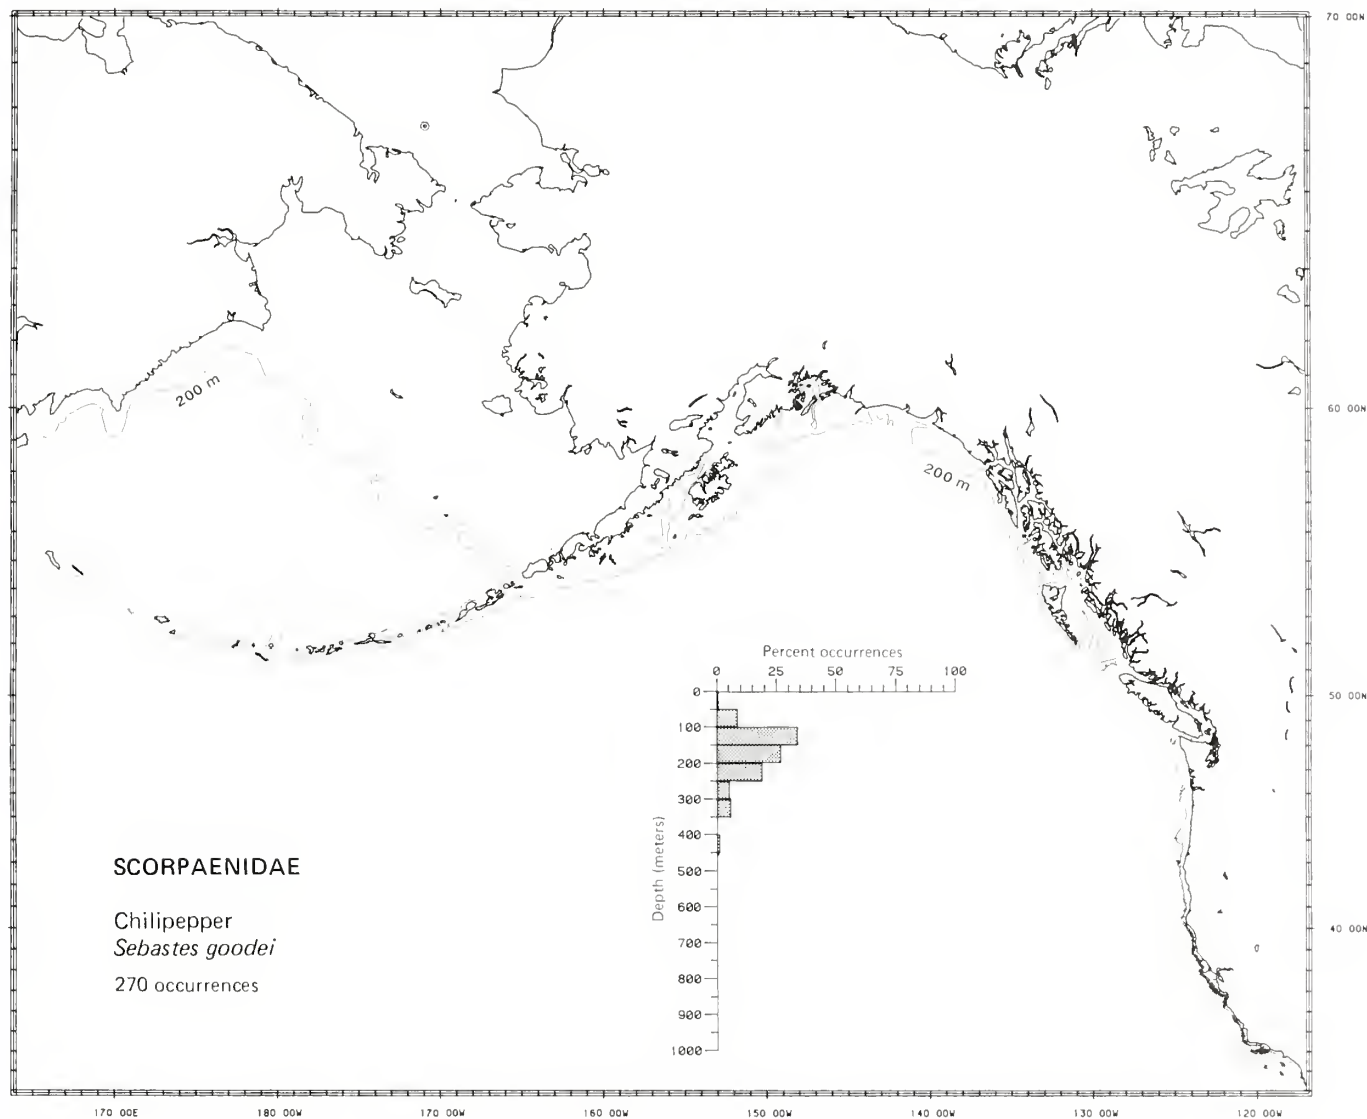 70 00N
200 m
60 00N
200 m
Percent occurrences
0 25 50 75 100
50 00N
0
100
200
300
400
500
600
700
800
900
1000
Depth (meters)
40 00N
SCORPAENIDAE
Chilipepper
Sebastes goodei
270 occurrences
170 00E 180 00W 170 00W 160 00W 150 00W 140 00W 130 00W 120 00W